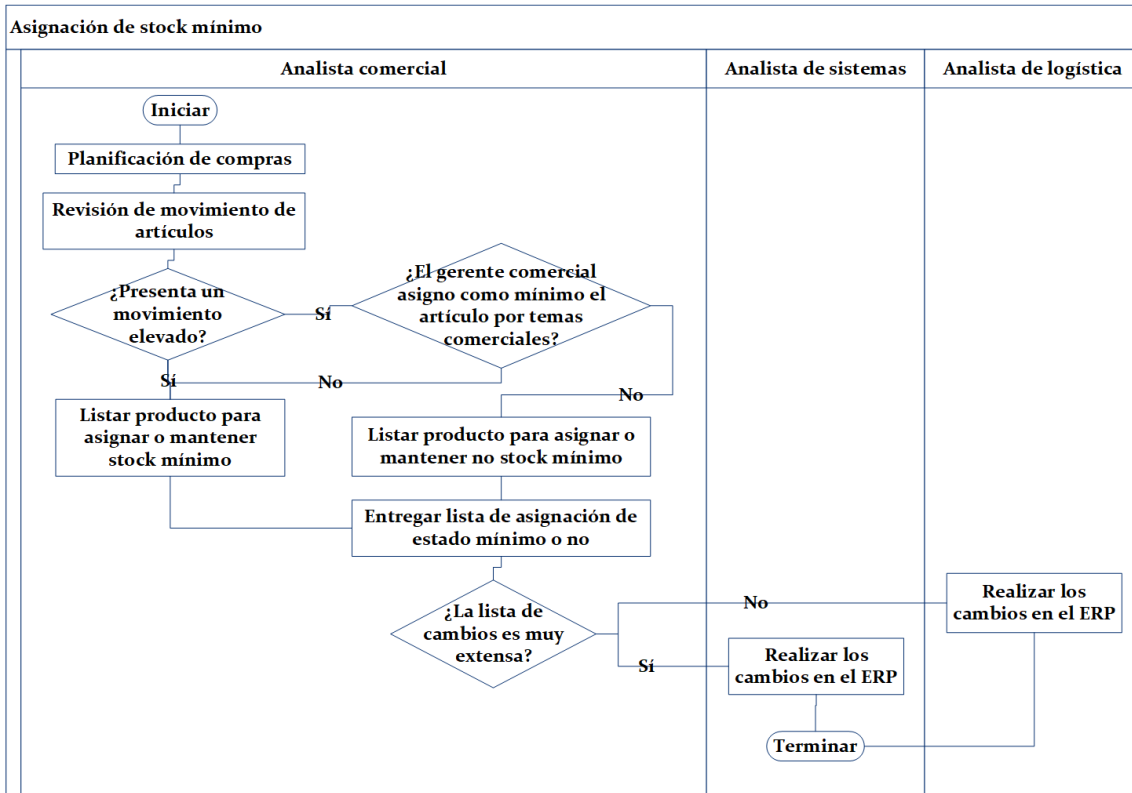 Asignación de stock mínimo
Analista comercial
Analista de sistemas
Analista de logística
Iniciar
Planificación de compras
Revisión de movimiento de
artículos
¿Presenta un
movimiento
elevado?
Sí
¿El gerente comercial
asigno como mínimo el
artículo por temas
comerciales?
Sí
No
No
Listar producto para
asignar o mantener
stock mínimo
Listar producto para asignar o
mantener no stock mínimo
Entregar lista de asignación de
estado mínimo o no
¿La lista de
cambios es muy
extensa?
No
Realizar los
cambios en el ERP
Sí
Realizar los
cambios en el ERP
Terminar